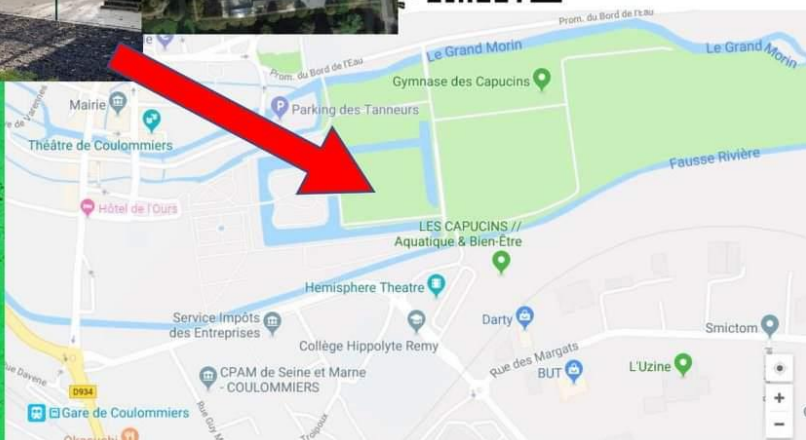 Prom. du Bord de l'Eau
Le Grand Morin
Le Grand Morin
Prom. du Bord de l'Eau
Gymnase des Capucins
Mairie
P
Parking des Tanneurs
Théâtre de Coulommiers
Fausse Rivière
Hôtel de l'Ours
LES CAPUCINS //
Aquatique & Bien-Être
Hemisphere Theatre
Service Impôts
des Entreprises
Darty
Smictom
Collège Hippolyte Remy
Rue des Margats
L'Uzine
BUT
CPAM de Seine et Marne
- COULOMMIERS
D934
Gare de Coulommiers
+
−